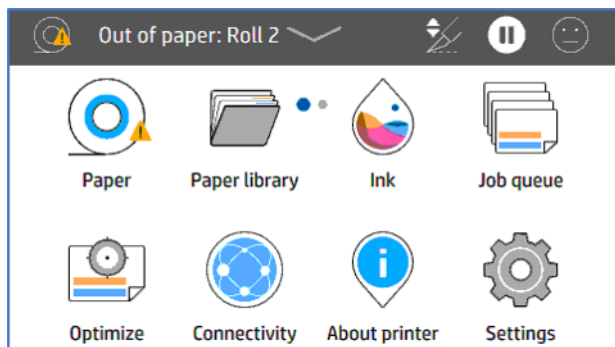 Out of paper: Roll 2
Paper
Paper library
Ink
Job queue
Optimize
Connectivity
About printer
Settings